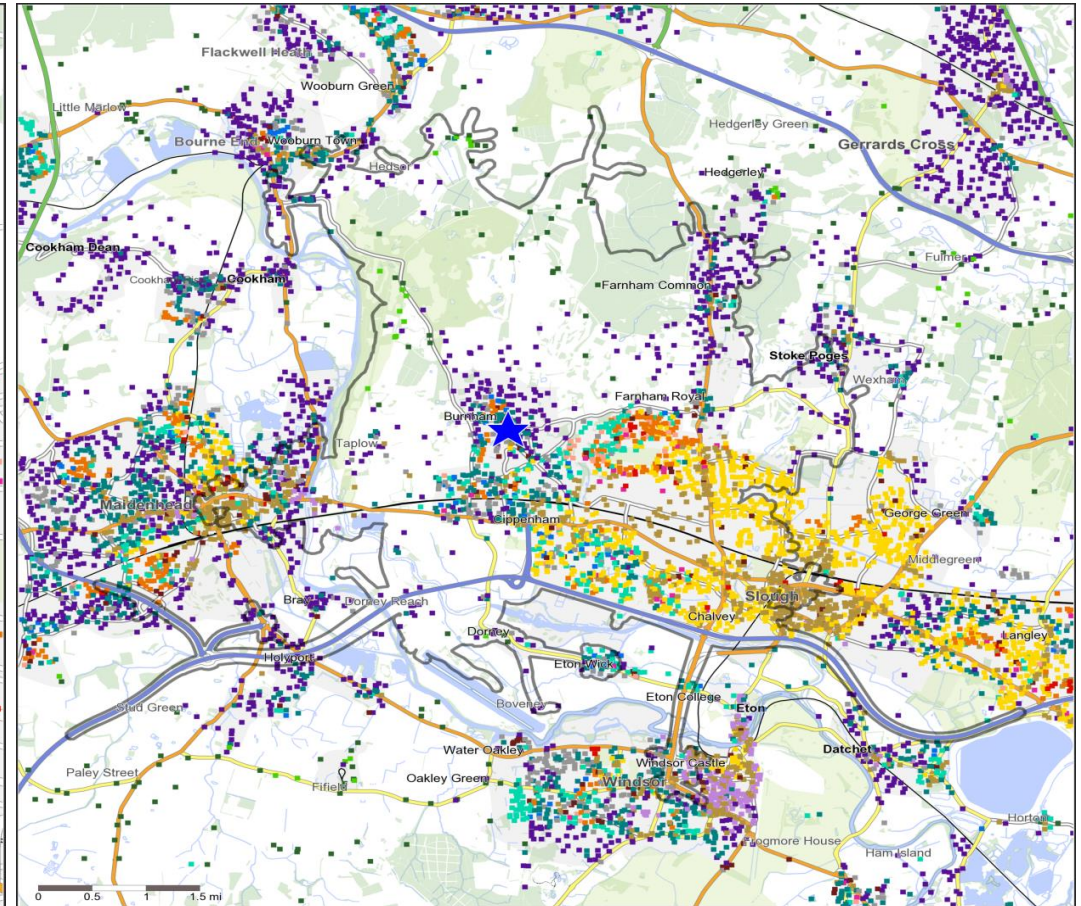 Flackwell Heath
Wooburn Green
Little Marlow
Hedgerley Green
Bourne End
Wooburn Town
Gerrards Cross
Hedsor
Hedgerley
Cookham Dean
Fulmer
Cookham
Cookham
Farnham Common
Stoke Poges
Wexham
Farnham Royal
Burnham
Taplow
Maidenhead
George Green
Cippenham
Middlegreen
Slough
Bray
Dorney Reach
Chalvey
Dorney
Langley
Holyport
Eton Wick
Eton College
Stud Green
Boveney
Eton
Water Oakley
Datchet
Windsor Castle
Paley Street
Oakley Green
Windsor
Fifield
Horton
Frogmore House
Ham Island
0 0.5 1 1.5 mi